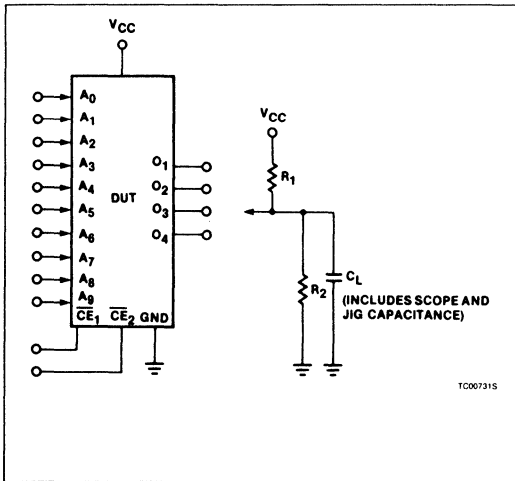 VCC
A0
A1
A2
A3
A4
A5
A6
A7
A8
A9
DUT
O1
O2
O3
O4
CE1 CE2 GND
VCC
R1
R2
CL
(INCLUDES SCOPE AND
JIG CAPACITANCE)
TC00731S